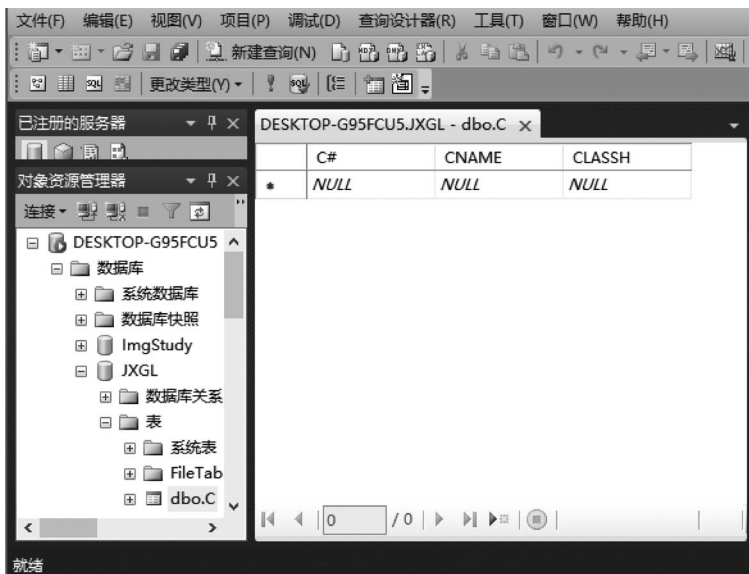 文件(F) 编辑(E) 视图(V) 项目(P) 调试(D) 查询设计器(R) 工具(T) 窗口(W) 帮助(H)
新建查询(N)
更改类型(Y)
已注册的服务器
DESKTOP-G95FCU5.JXGL - dbo.C
C# CNAME CLASSH
NULL NULL NULL
对象资源管理器
连接
DESKTOP-G95FCU5
数据库
系统数据库
数据库快照
ImgStudy
JXGL
数据库关系
表
系统表
FileTab
dbo.C
0 / 0
就绪